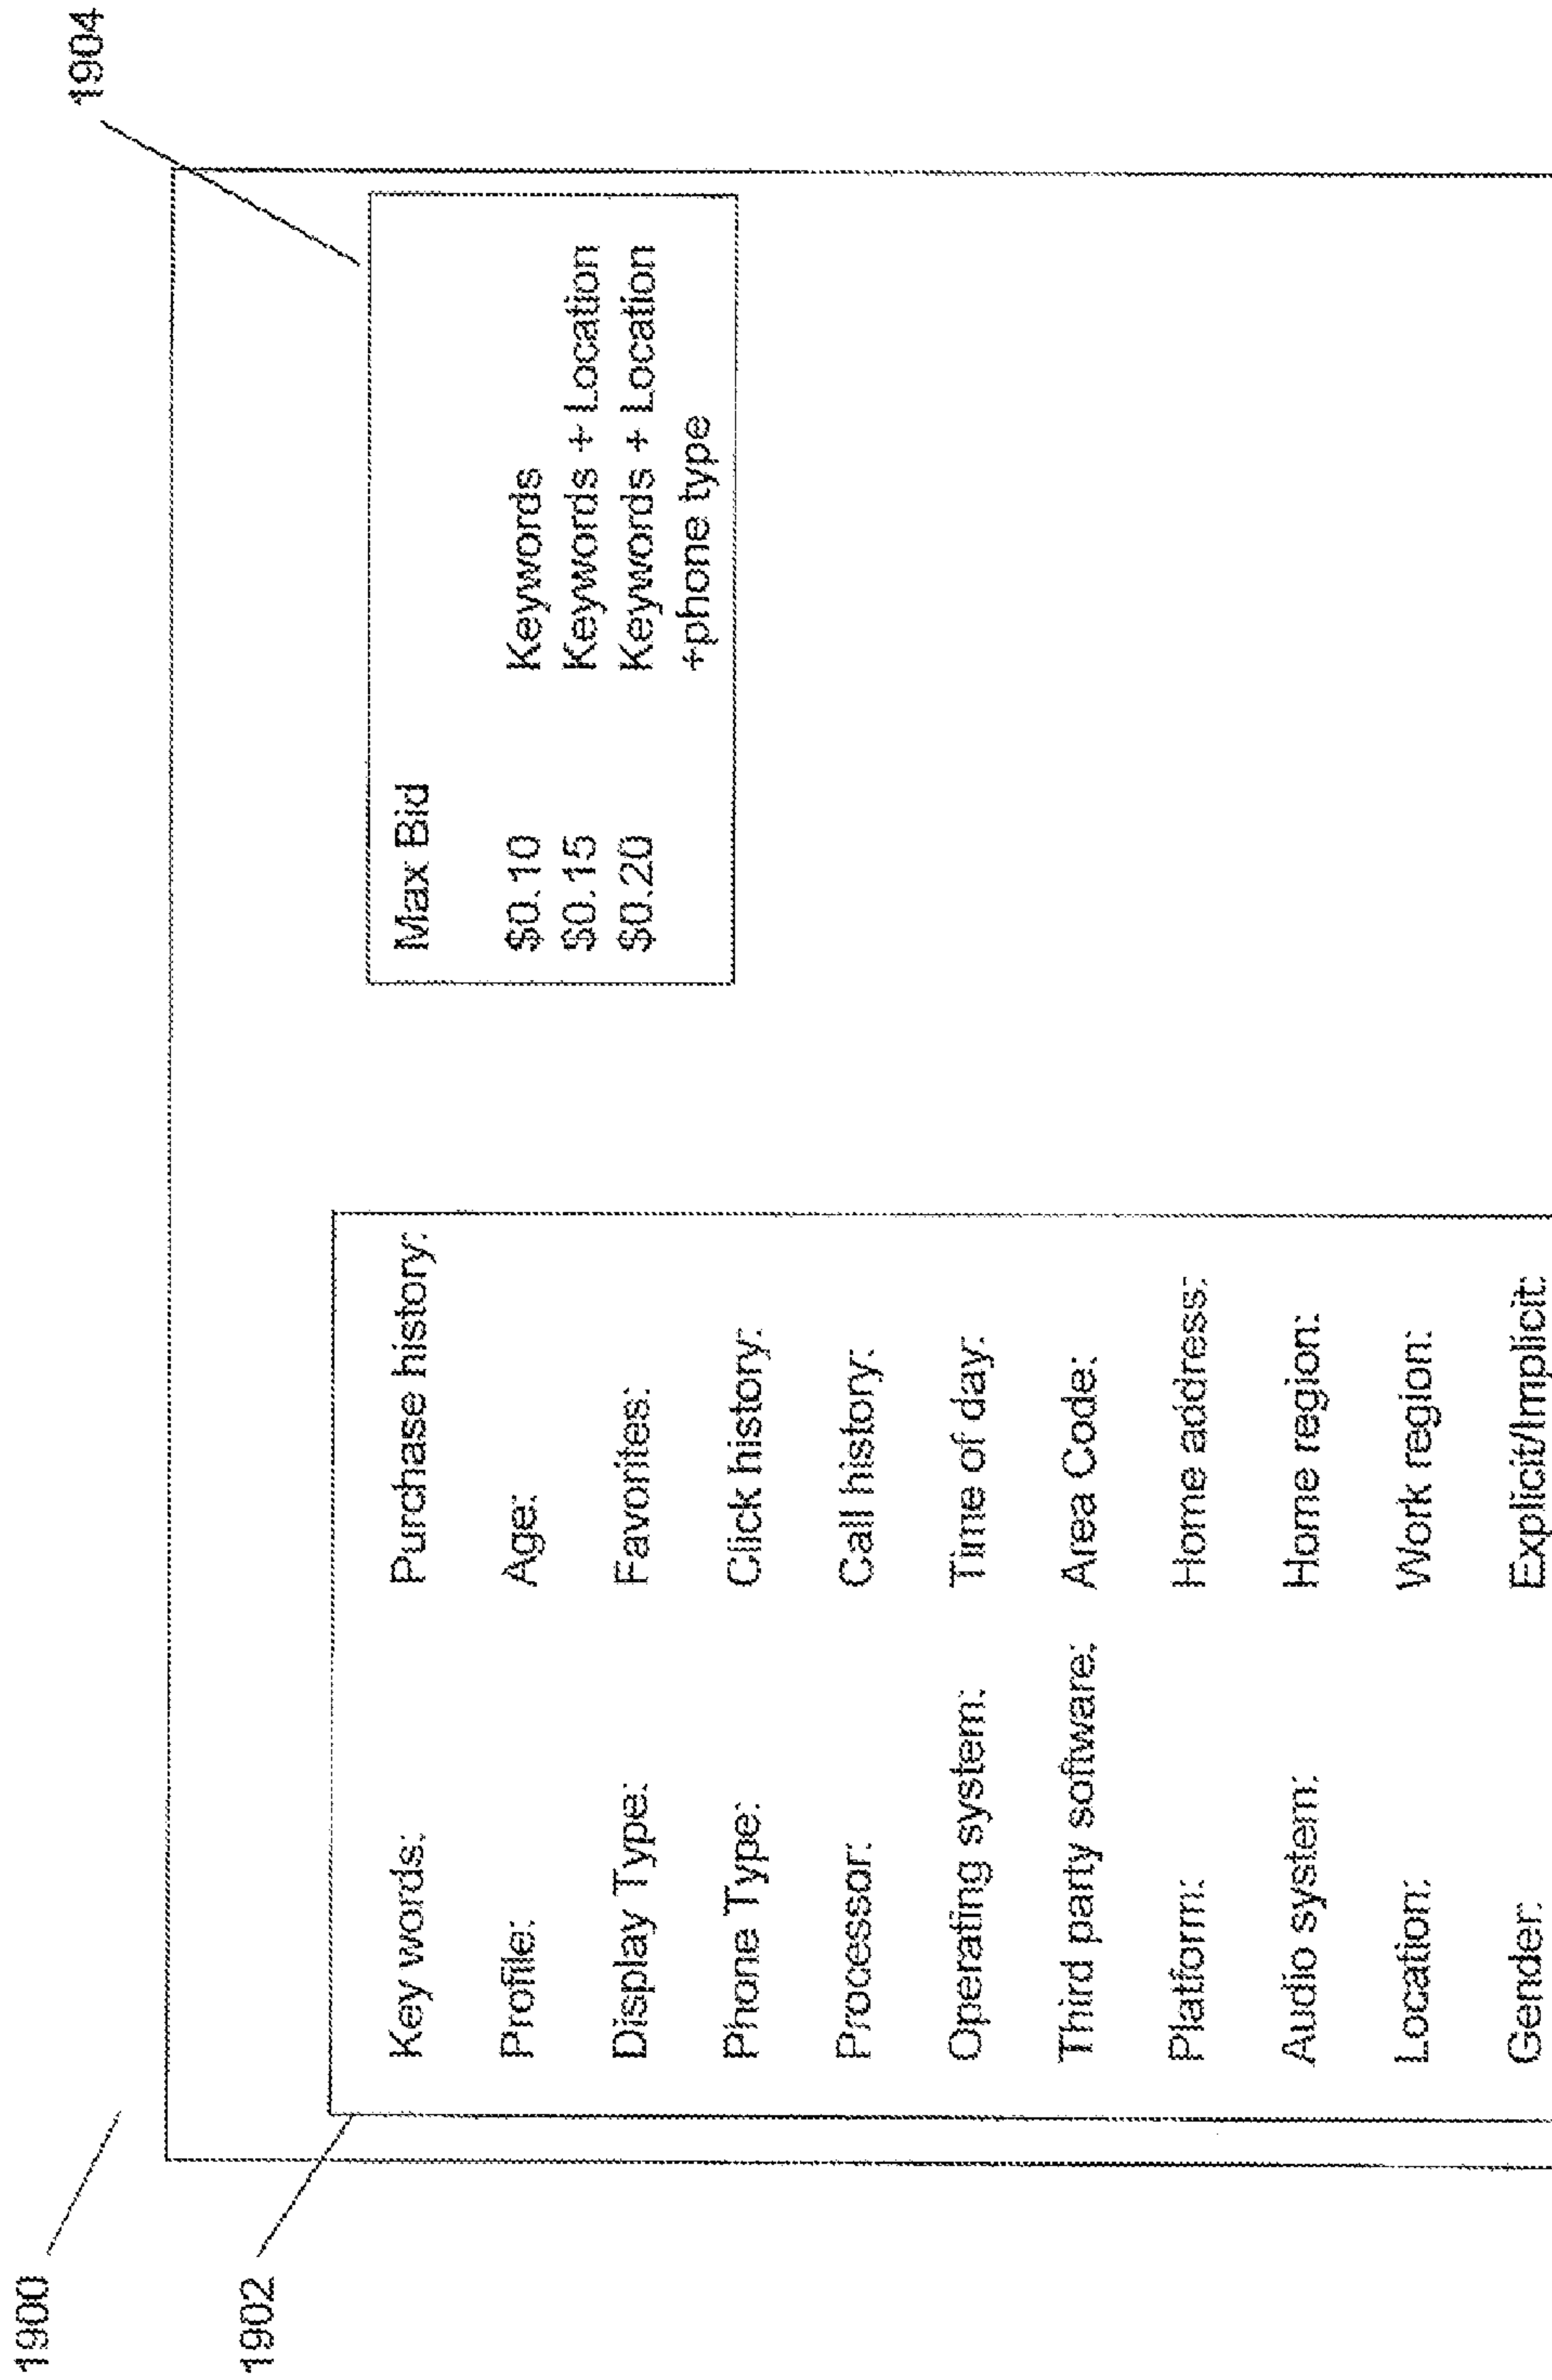 1900
1902
1904
Key words:
Purchase history:
Profile:
Age:
Display Type:
Favorites:
Phone Type:
Click history:
Processor:
Call history:
Operating system:
Time of day:
Third party software:
Area Code:
Platform:
Home address:
Audio system:
Home region:
Location:
Work region:
Gender:
Explicit/Implicit:
Max Bid
$0.10 Keywords
$0.15 Keywords + Location
$0.20 Keywords + Location
+phone type